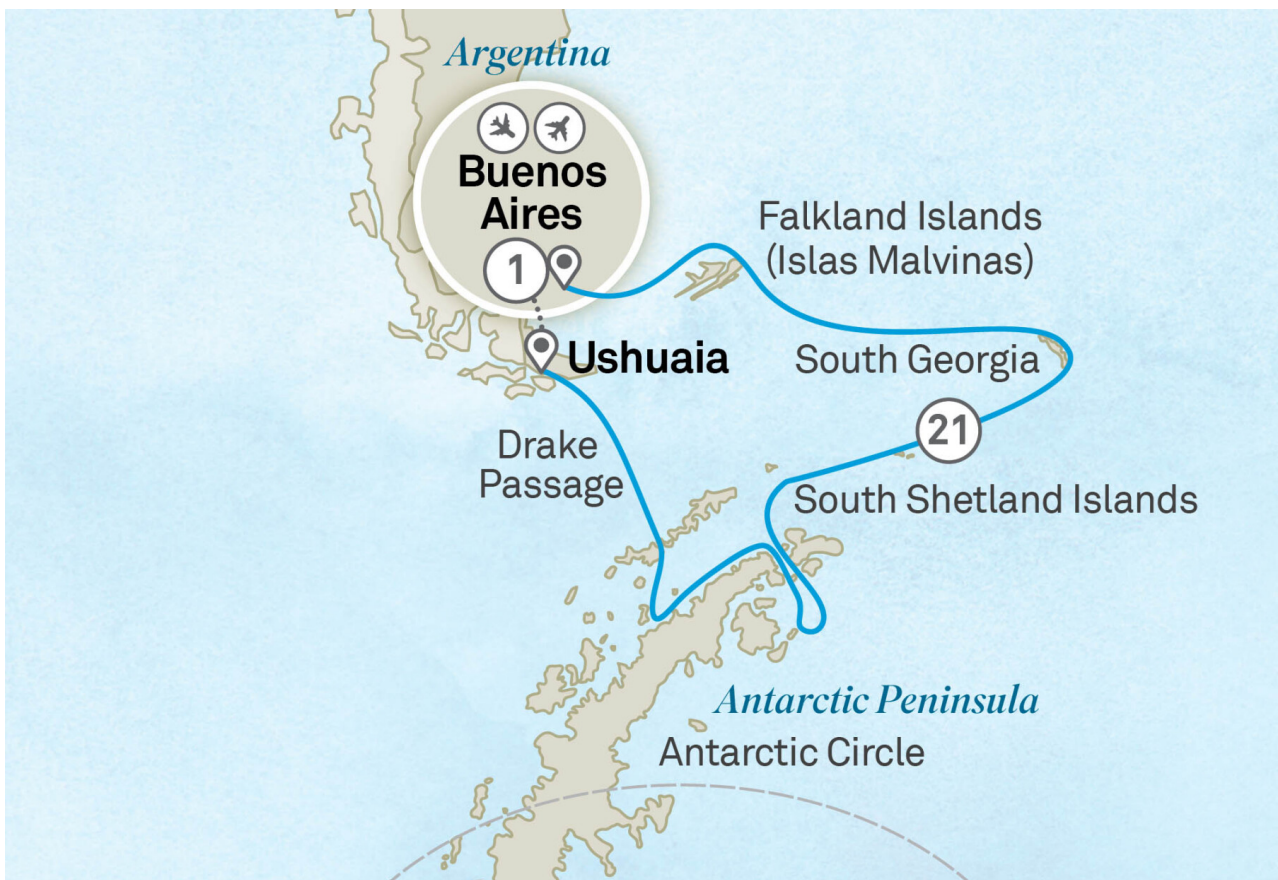 Argentina
Buenos
Aires
1
Falkland Islands
(Islas Malvinas)
Ushuaia
South Georgia
21
Drake
Passage
South Shetland Islands
Antarctic Peninsula
Antarctic Circle